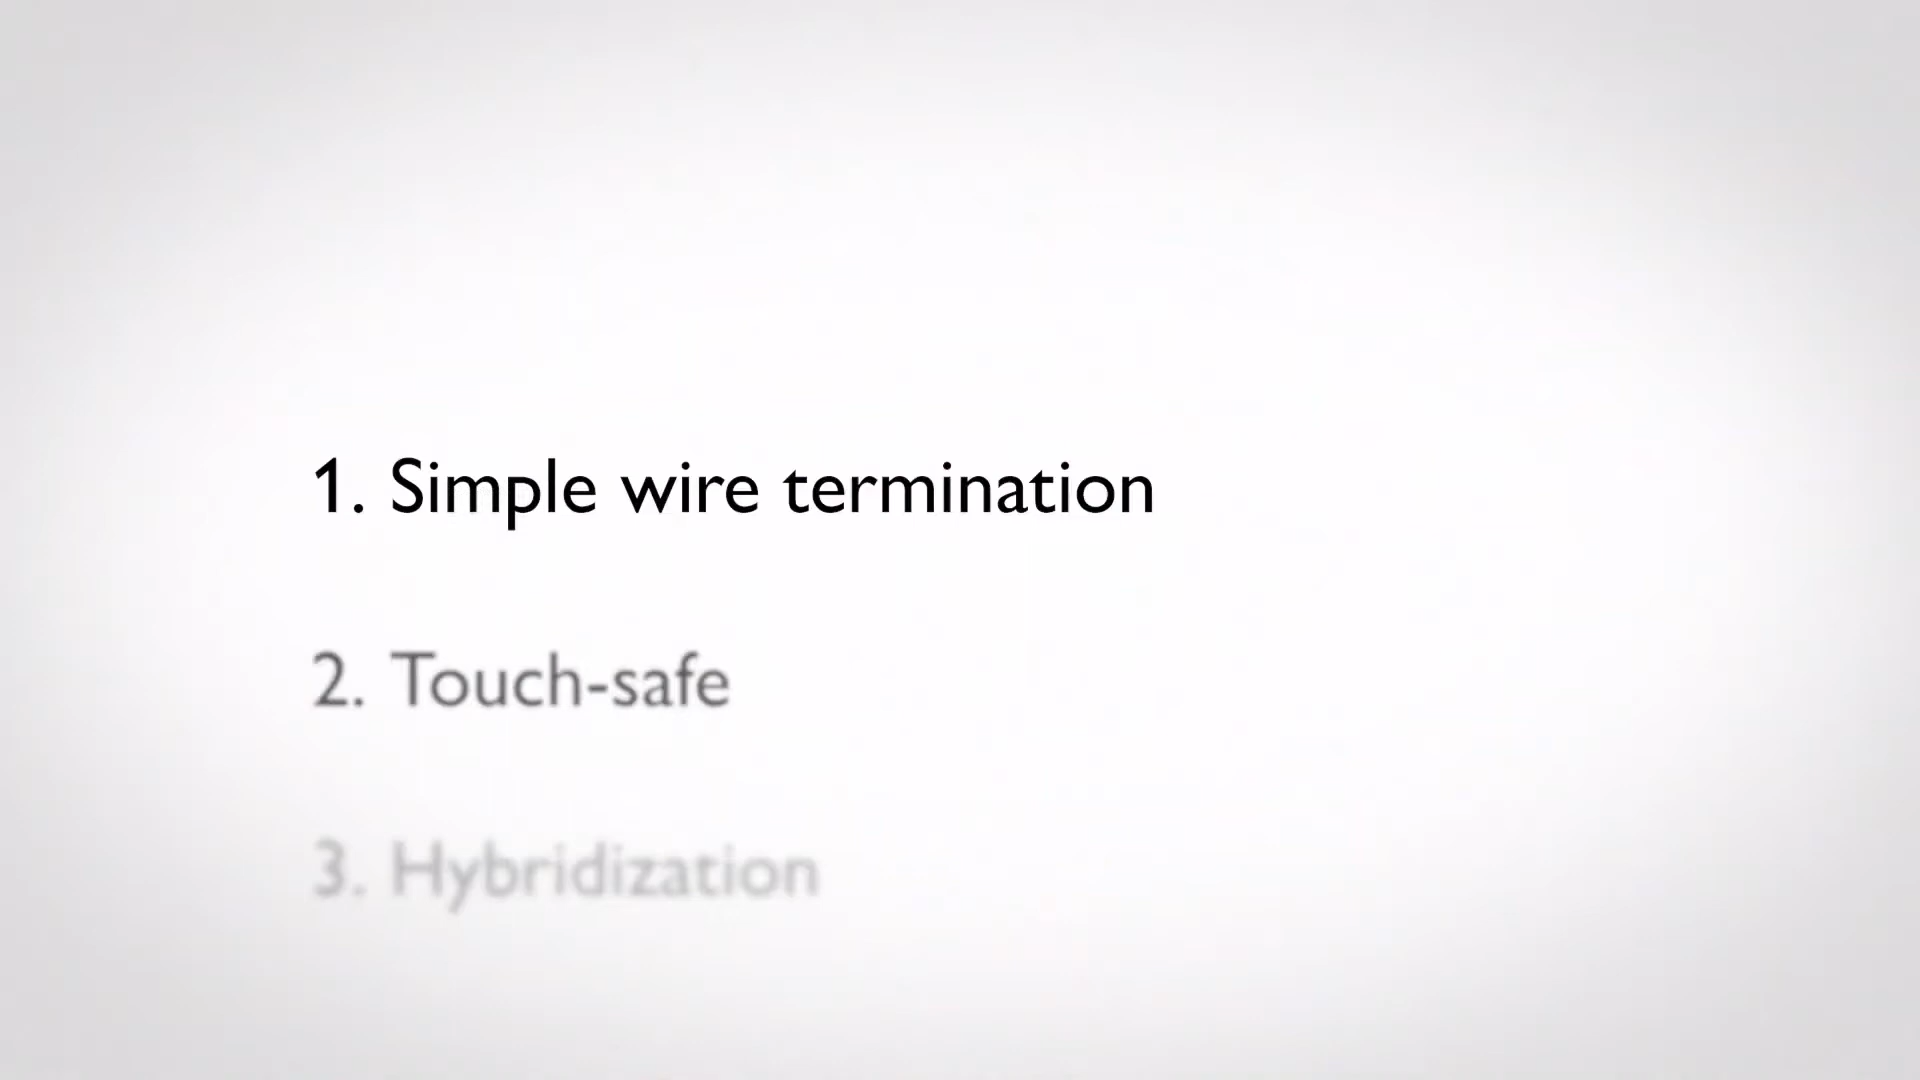 1. Simple wire termination
2. Touch-safe
3. Hybridization